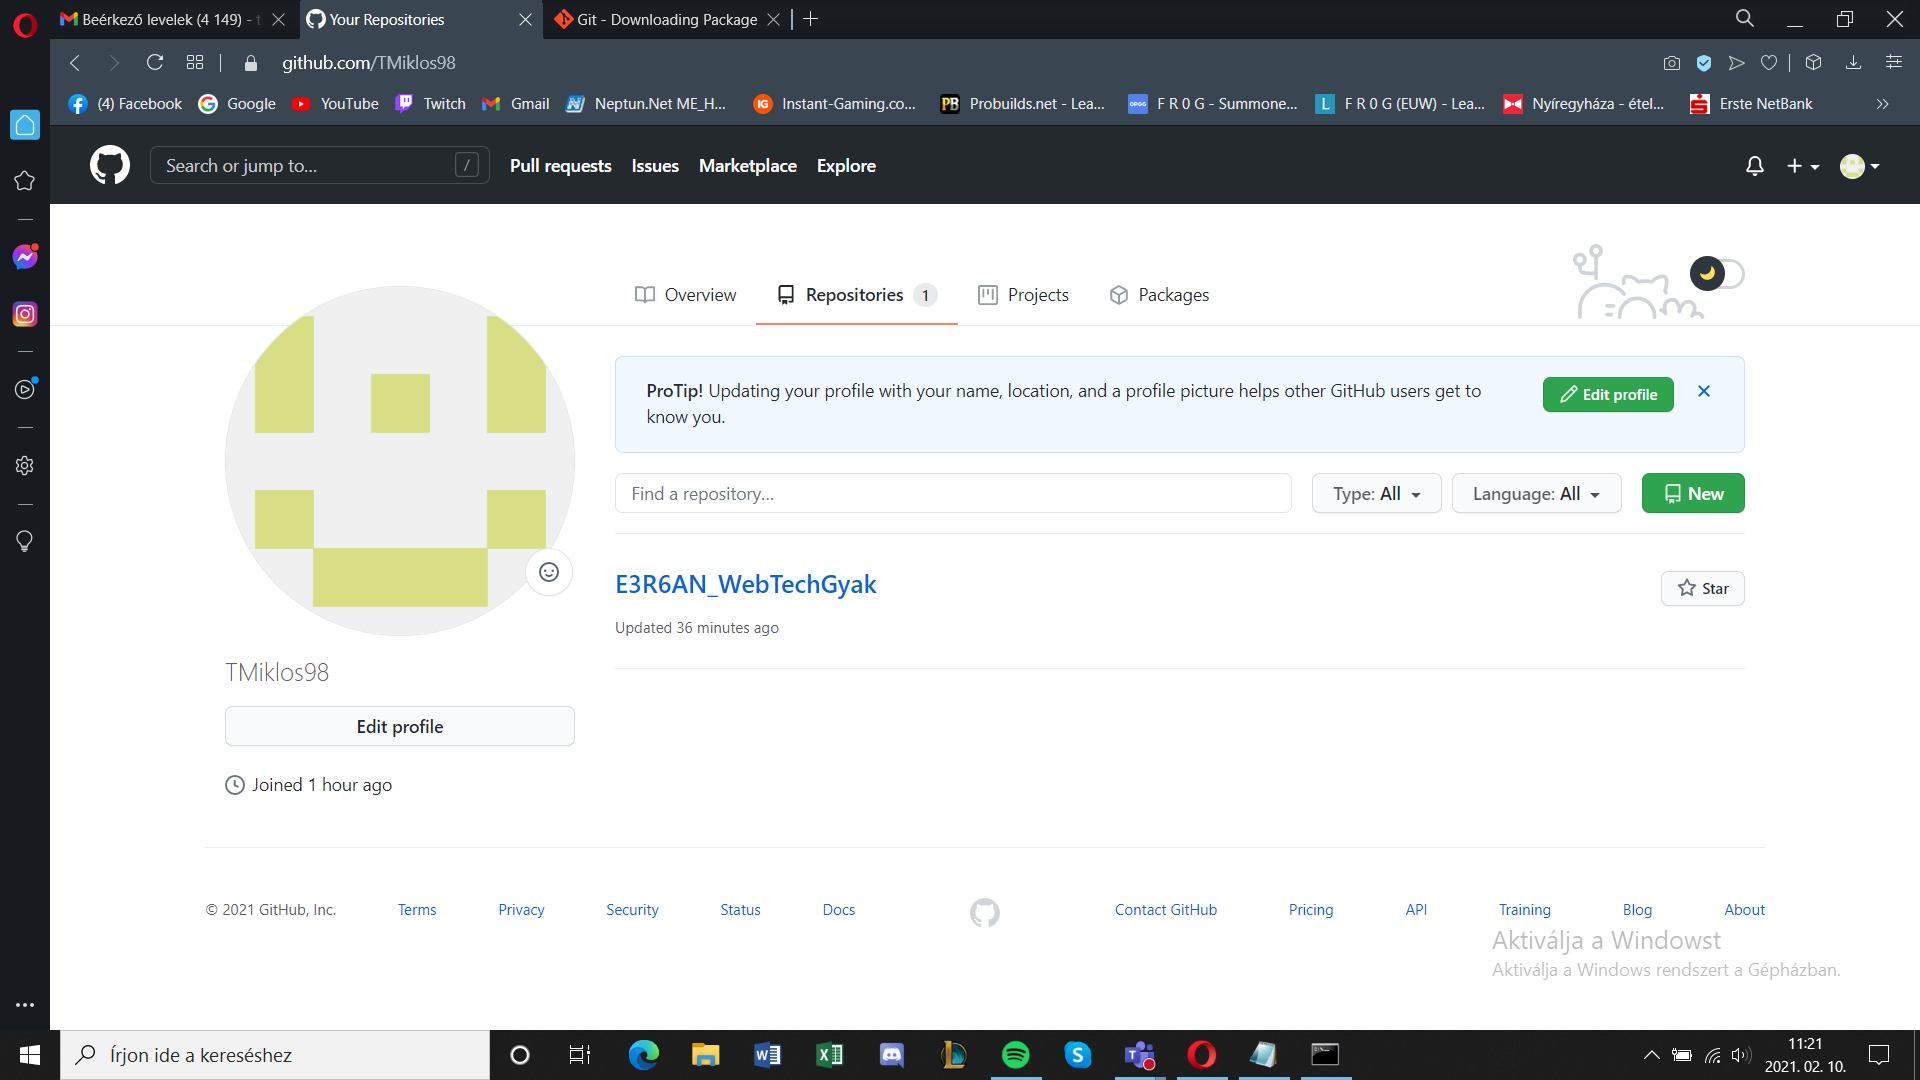 Beérkező levelek (4 149) - t
Your Repositories
Git - Downloading Package
github.com/TMiklos98
(4) Facebook
Google
YouTube
Twitch
Gmail
Neptun.Net ME_H...
Instant-Gaming.co...
Probuilds.net - Lea...
F R 0 G - Summone...
F R 0 G (EUW) - Lea...
Nyíregyháza - étel...
Erste NetBank
Search or jump to...
/
Pull requests
Issues
Marketplace
Explore
Overview
Repositories 1
Projects
Packages
ProTip! Updating your profile with your name, location, and a profile picture helps other GitHub users get to
know you.
Edit profile
Find a repository...
Type: All
Language: All
New
E3R6AN_WebTechGyak
Star
Updated 36 minutes ago
TMiklos98
Edit profile
Joined 1 hour ago
© 2021 GitHub, Inc.
Terms
Privacy
Security
Status
Docs
Contact GitHub
Pricing
API
Training
Blog
About
Aktiválja a Windowst
Aktiválja a Windows rendszert a Gépházban.
Írjon ide a kereséshez
11:21
2021. 02. 10.